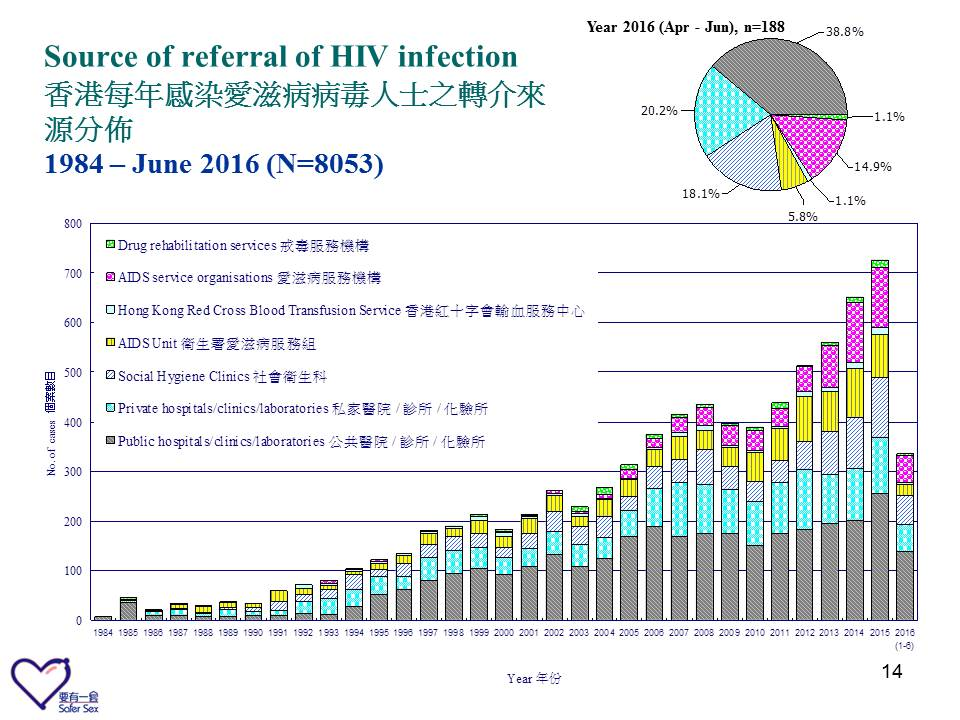 Source of referral of HIV infection
香港每年感染愛滋病病毒人士之轉介來
源分佈
1984 – June 2016 (N=8053)
Year 2016 (Apr - Jun), n=188
38.8%
1.1%
14.9%
1.1%
5.8%
18.1%
20.2%
No. of cases 個案數目
800
700
600
500
400
300
200
100
0
Drug rehabilitation services 戒毒服務機構
AIDS service organisations 愛滋病服務機構
Hong Kong Red Cross Blood Transfusion Service 香港紅十字會輸血服務中心
AIDS Unit 衞生署愛滋病服務組
Social Hygiene Clinics 社會衞生科
Private hospitals/clinics/laboratories 私家醫院 / 診所 / 化驗所
Public hospitals/clinics/laboratories 公共醫院 / 診所 / 化驗所
1984 1985 1986 1987 1988 1989 1990 1991 1992 1993 1994 1995 1996 1997 1998 1999 2000 2001 2002 2003 2004 2005 2006 2007 2008 2009 2010 2011 2012 2013 2014 2015 2016
(1-6)
Year 年份
14
要有一套
Safer Sex